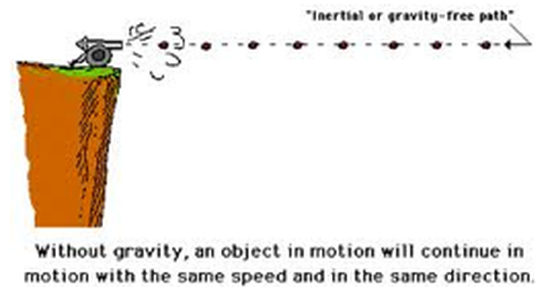 "Inertial or gravity-free path"
Without gravity, an object in motion will continue in
motion with the same speed and in the same direction.